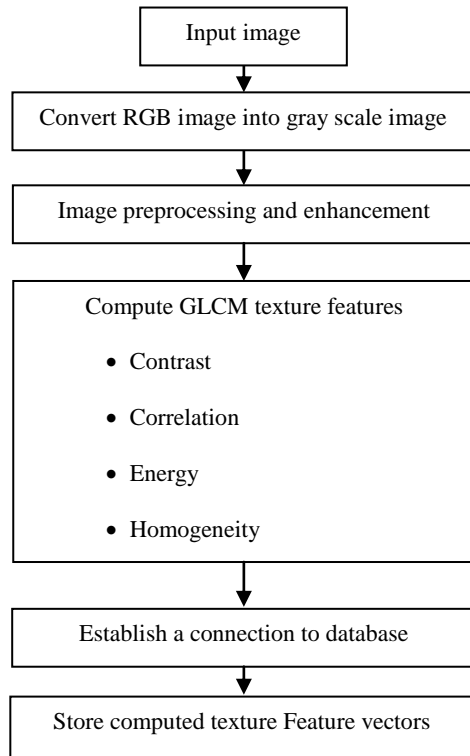 Input image
Convert RGB image into gray scale image
Image preprocessing and enhancement
Compute GLCM texture features
• Contrast
• Correlation
• Energy
• Homogeneity
Establish a connection to database
Store computed texture Feature vectors